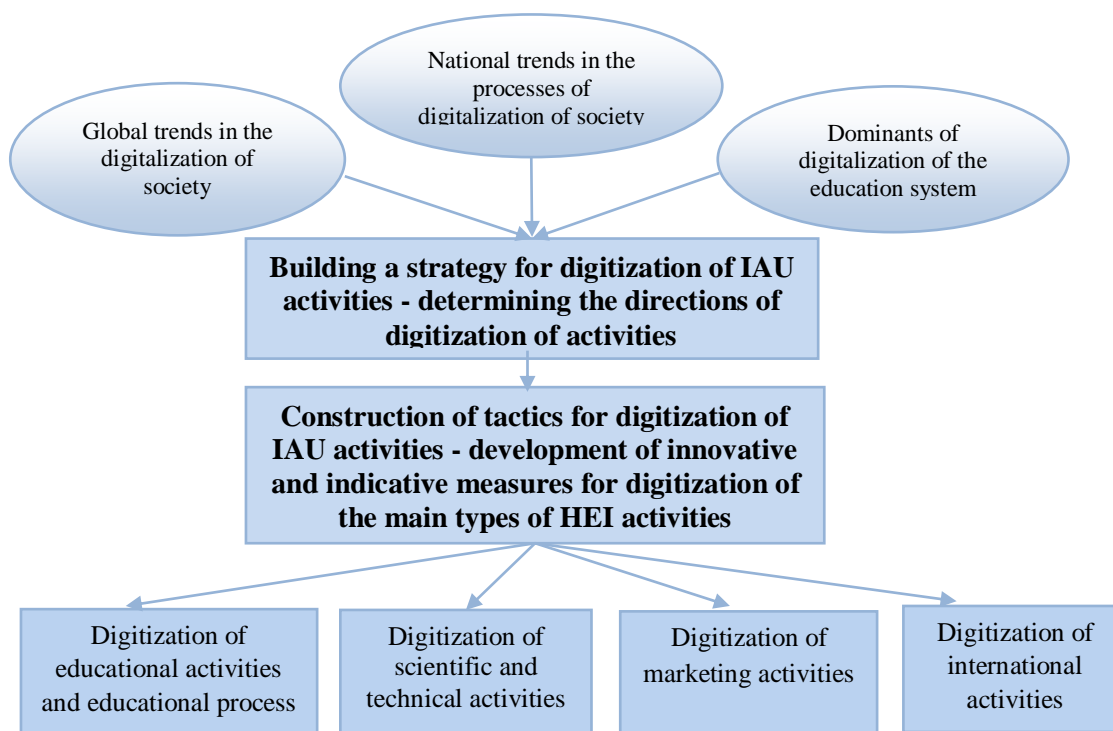 Global trends in the
digitalization of
society
National trends in the
processes of
digitalization of society
Dominants of
digitalization of the
education system
Building a strategy for digitization of IAU
activities - determining the directions of
digitization of activities
Construction of tactics for digitization of
IAU activities - development of innovative
and indicative measures for digitization of
the main types of HEI activities
Digitization of
educational activities
and educational process
Digitization of
scientific and
technical activities
Digitization of
marketing activities
Digitization of
international
activities